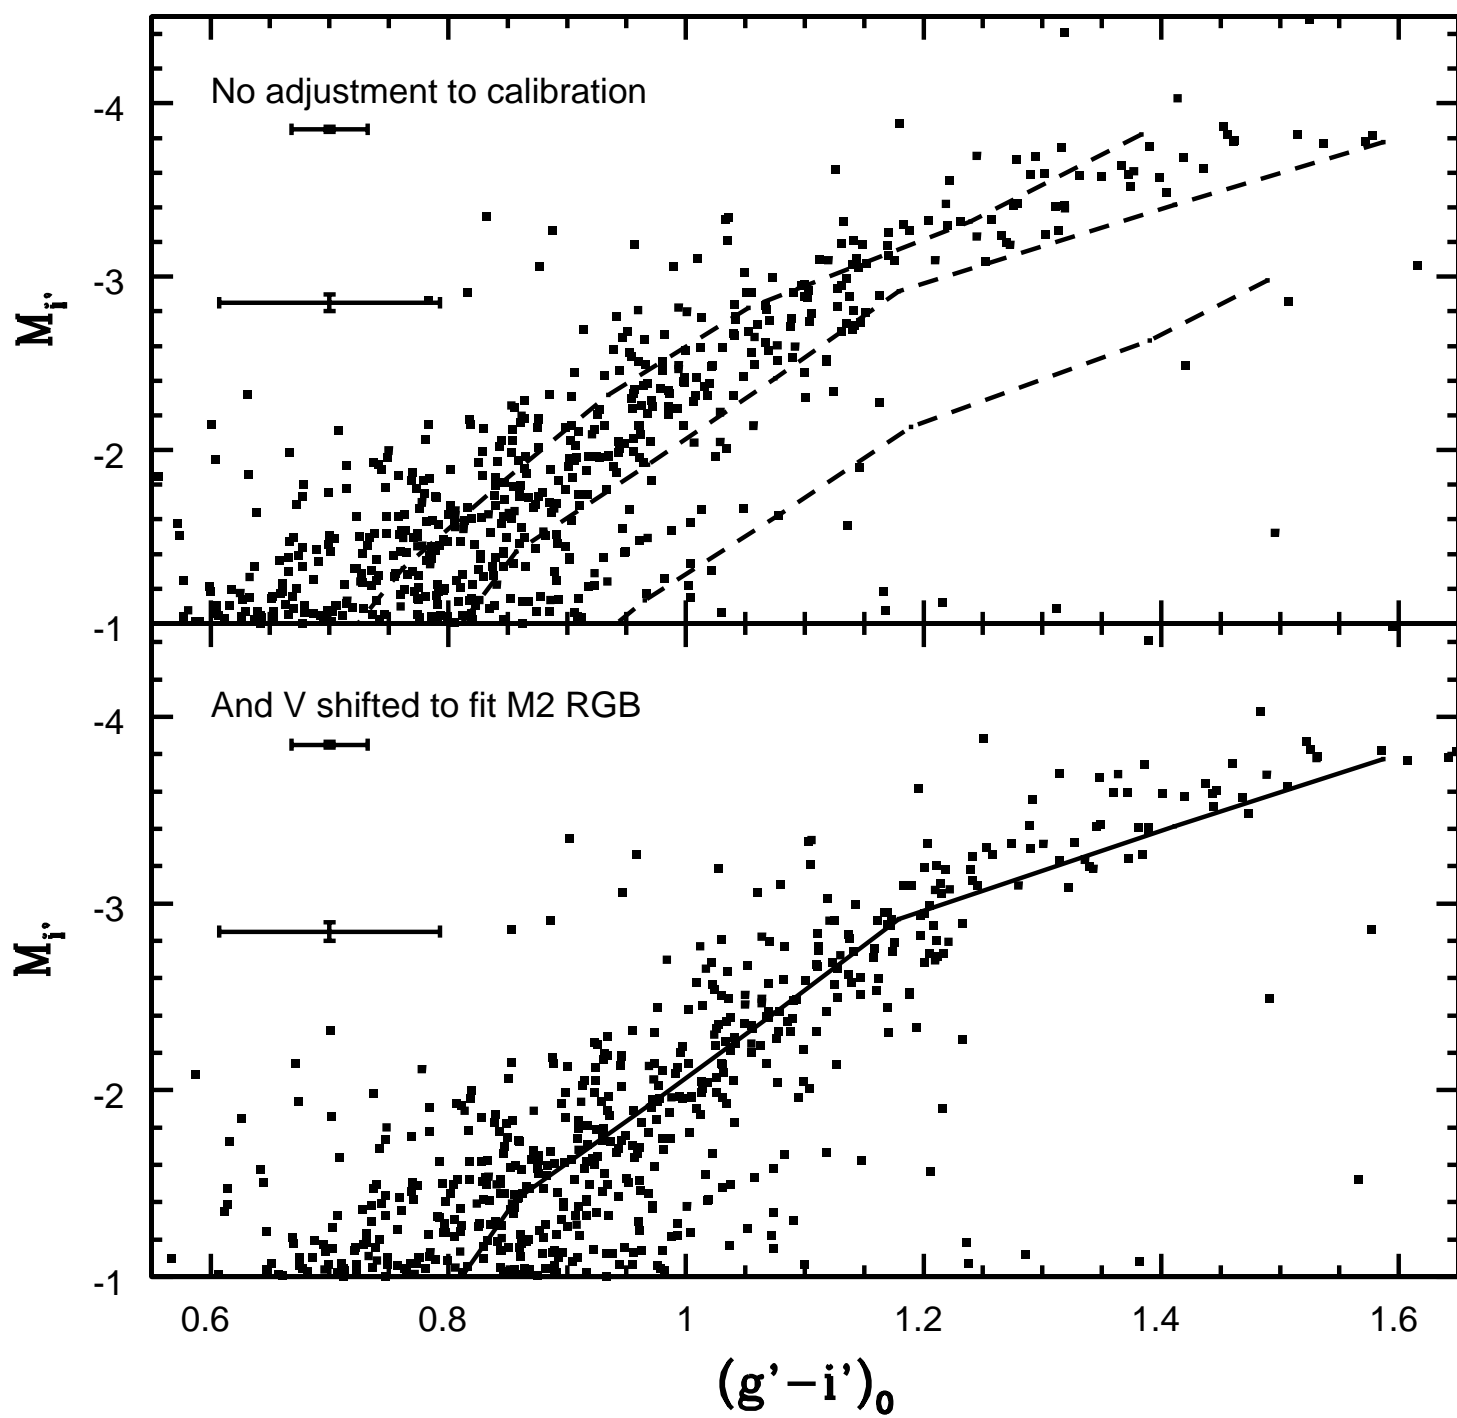 No adjustment to calibration
-4
-3
-2
-1
M_i'
And V shifted to fit M2 RGB
-4
-3
-2
-1
M_i'
0.6 0.8 1 1.2 1.4 1.6
(g'-i')_0